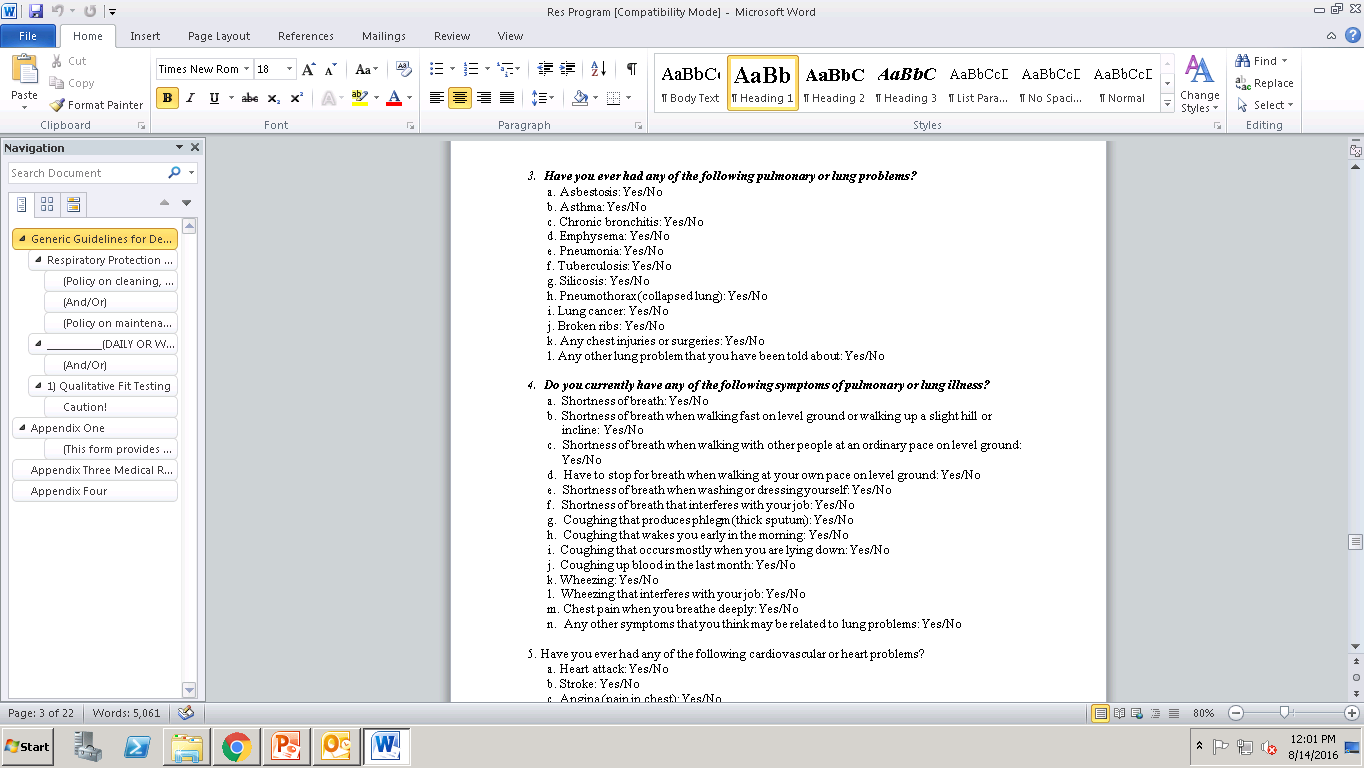 Res Program [Compatibility Mode] - Microsoft Word
File Home Insert Page Layout References Mailings Review View
Paste
Cut
Copy
Format Painter
Clipboard
Times New Rom 18
Font
Paragraph
AaBbCc AaBb AaBbC AaBbC AaBbCcI AaBbCcI AaBbCcI
¶ Body Text ¶ Heading 1 ¶ Heading 2 ¶ Heading 3 ¶ List Para... ¶ No Spaci... ¶ Normal
Change Styles
Styles
Find
Replace
Select
Editing
Navigation
Search Document
Generic Guidelines for De...
Respiratory Protection ...
(Policy on cleaning, ...
(And/Or)
(Policy on maintena...
__________(DAILY OR W...
(And/Or)
1) Qualitative Fit Testing
Caution!
Appendix One
(This form provides ...
Appendix Three Medical R...
Appendix Four
3. Have you ever had any of the following pulmonary or lung problems?
a. Asbestosis: Yes/No
b. Asthma: Yes/No
c. Chronic bronchitis: Yes/No
d. Emphysema: Yes/No
e. Pneumonia: Yes/No
f. Tuberculosis: Yes/No
g. Silicosis: Yes/No
h. Pneumothorax (collapsed lung): Yes/No
i. Lung cancer: Yes/No
j. Broken ribs: Yes/No
k. Any chest injuries or surgeries: Yes/No
l. Any other lung problem that you have been told about: Yes/No
4. Do you currently have any of the following symptoms of pulmonary or lung illness?
a. Shortness of breath: Yes/No
b. Shortness of breath when walking fast on level ground or walking up a slight hill or
incline: Yes/No
c. Shortness of breath when walking with other people at an ordinary pace on level ground:
Yes/No
d. Have to stop for breath when walking at your own pace on level ground: Yes/No
e. Shortness of breath when washing or dressing yourself: Yes/No
f. Shortness of breath that interferes with your job: Yes/No
g. Coughing that produces phlegm (thick sputum): Yes/No
h. Coughing that wakes you early in the morning: Yes/No
i. Coughing that occurs mostly when you are lying down: Yes/No
j. Coughing up blood in the last month: Yes/No
k. Wheezing: Yes/No
l. Wheezing that interferes with your job: Yes/No
m. Chest pain when you breathe deeply: Yes/No
n. Any other symptoms that you think may be related to lung problems: Yes/No
5. Have you ever had any of the following cardiovascular or heart problems?
a. Heart attack: Yes/No
b. Stroke: Yes/No
c. Angina (pain in chest): Yes/No
Page: 3 of 22 Words: 5,061 80%
Start
12:01 PM
8/14/2016